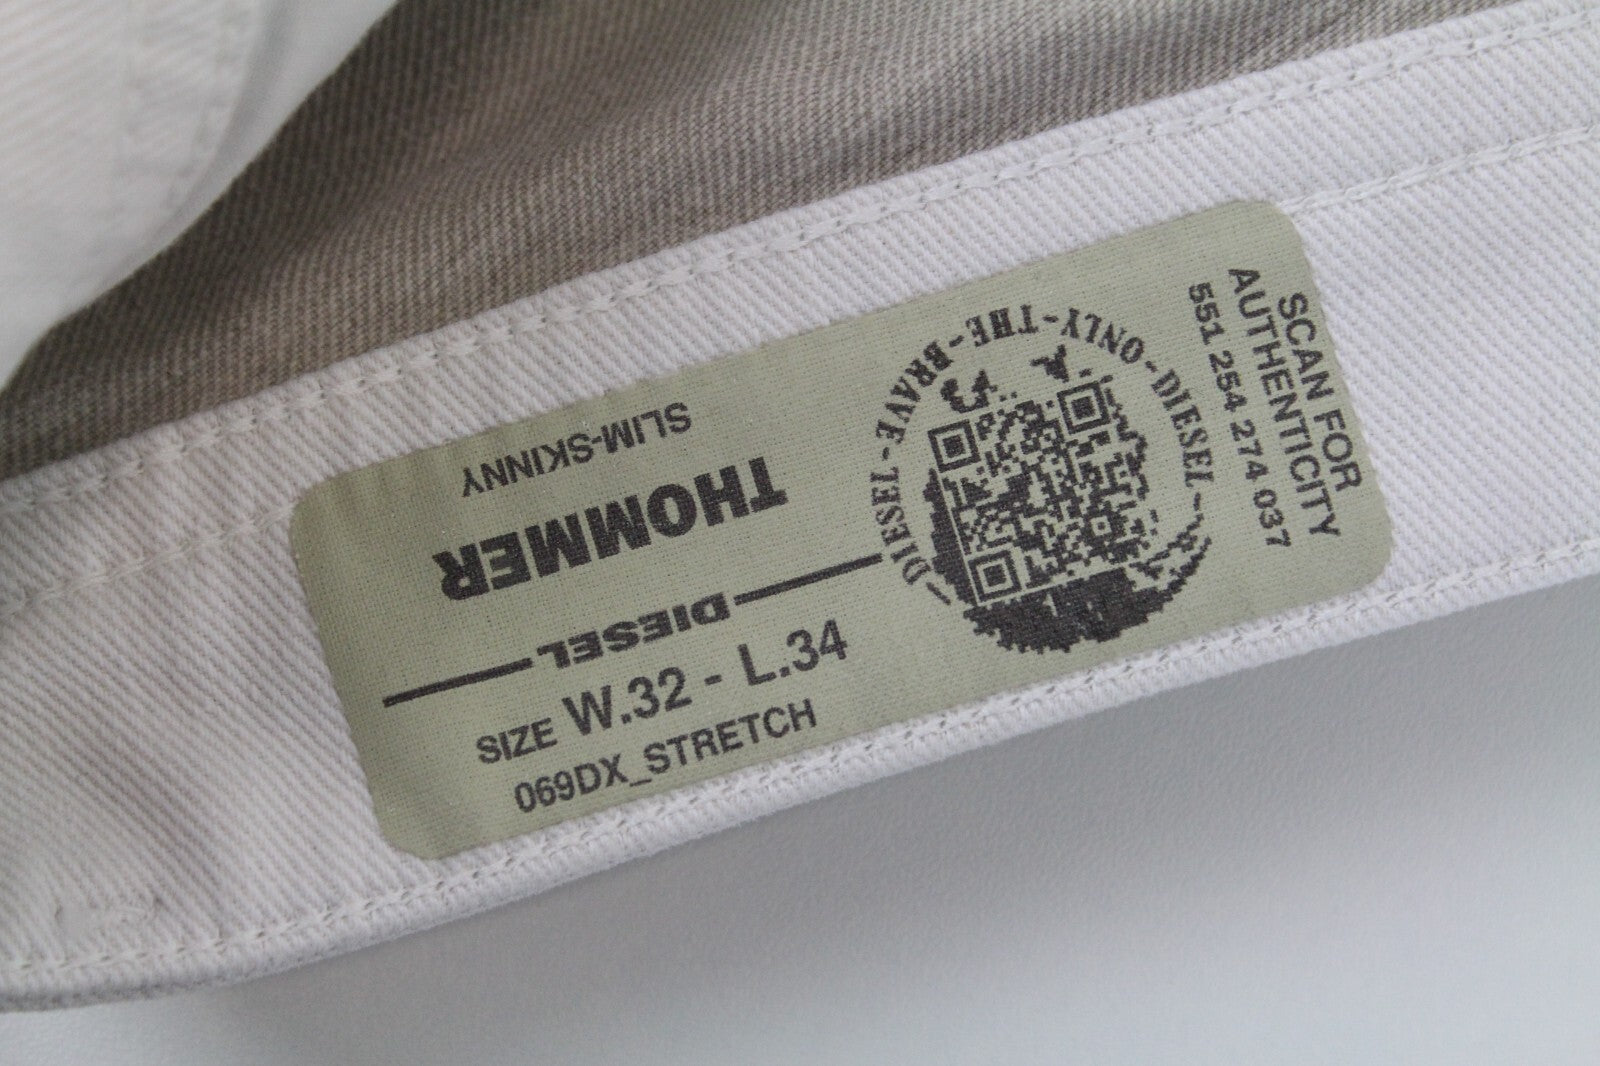 SLIM-SKINNY
THOMMER
DIESEL
SIZE W.32 - L.34
069DX_STRETCH
DIESEL-ONLY-THE-BRAVE-DIESEL
SCAN FOR
AUTHENTICITY
551 254 274 037